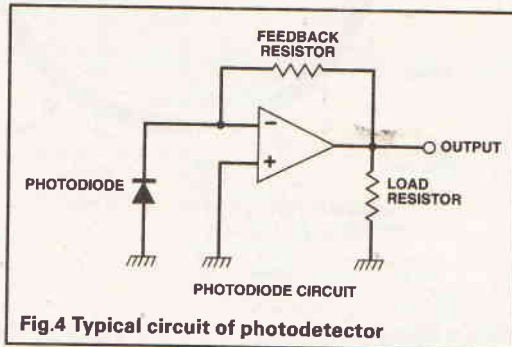 FEEDBACK
RESISTOR
−
+
OUTPUT
PHOTODIODE
LOAD
RESISTOR
PHOTODIODE CIRCUIT
Fig.4 Typical circuit of photodetector